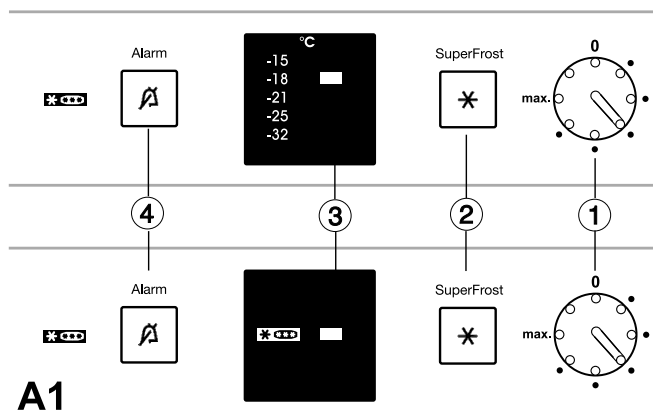 Alarm
°C
-15
-18
-21
-25
-32
SuperFrost
0
max.
4
3
2
1
Alarm
SuperFrost
0
max.
A1